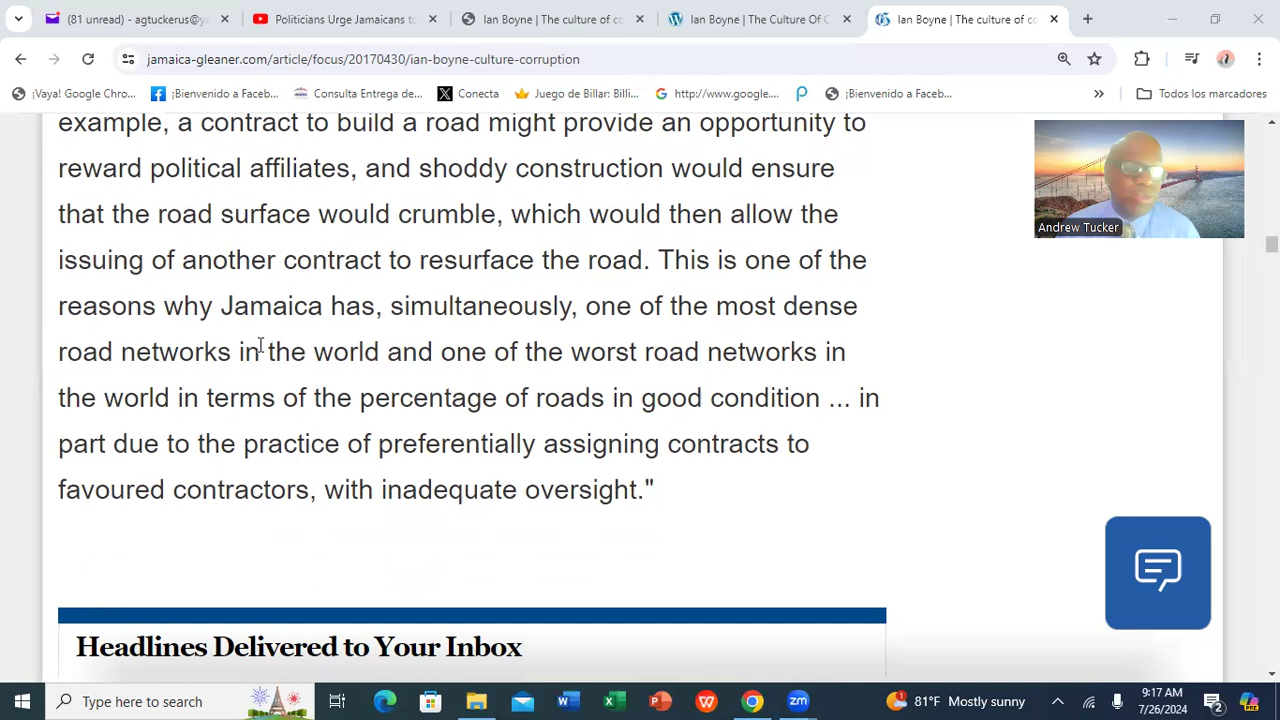 (81 unread) - agtuckerus@y
Politicians Urge Jamaicans to
Ian Boyne | The culture of co
Ian Boyne | The Culture Of C
Ian Boyne | The culture of co
jamaica-gleaner.com/article/focus/20170430/ian-boyne-culture-corruption
¡Vaya! Google Chro...
¡Bienvenido a Faceb...
Consulta Entrega de...
Conecta
Juego de Billar: Billi...
http://www.google....
¡Bienvenido a Faceb...
»
Todos los marcadores
example, a contract to build a road might provide an opportunity to
reward political affiliates, and shoddy construction would ensure
that the road surface would crumble, which would then allow the
issuing of another contract to resurface the road. This is one of the
reasons why Jamaica has, simultaneously, one of the most dense
road networks in the world and one of the worst road networks in
the world in terms of the percentage of roads in good condition ... in
part due to the practice of preferentially assigning contracts to
favoured contractors, with inadequate oversight."
Andrew Tucker
Headlines Delivered to Your Inbox
Type here to search
81°F Mostly sunny
9:17 AM
7/26/2024